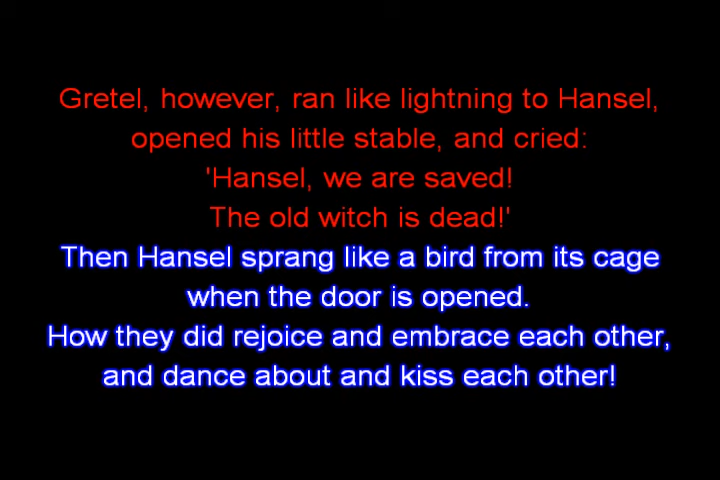 Gretel, however, ran like lightning to Hansel,
opened his little stable, and cried:
'Hansel, we are saved!
The old witch is dead!'
Then Hansel sprang like a bird from its cage
when the door is opened.
How they did rejoice and embrace each other,
and dance about and kiss each other!